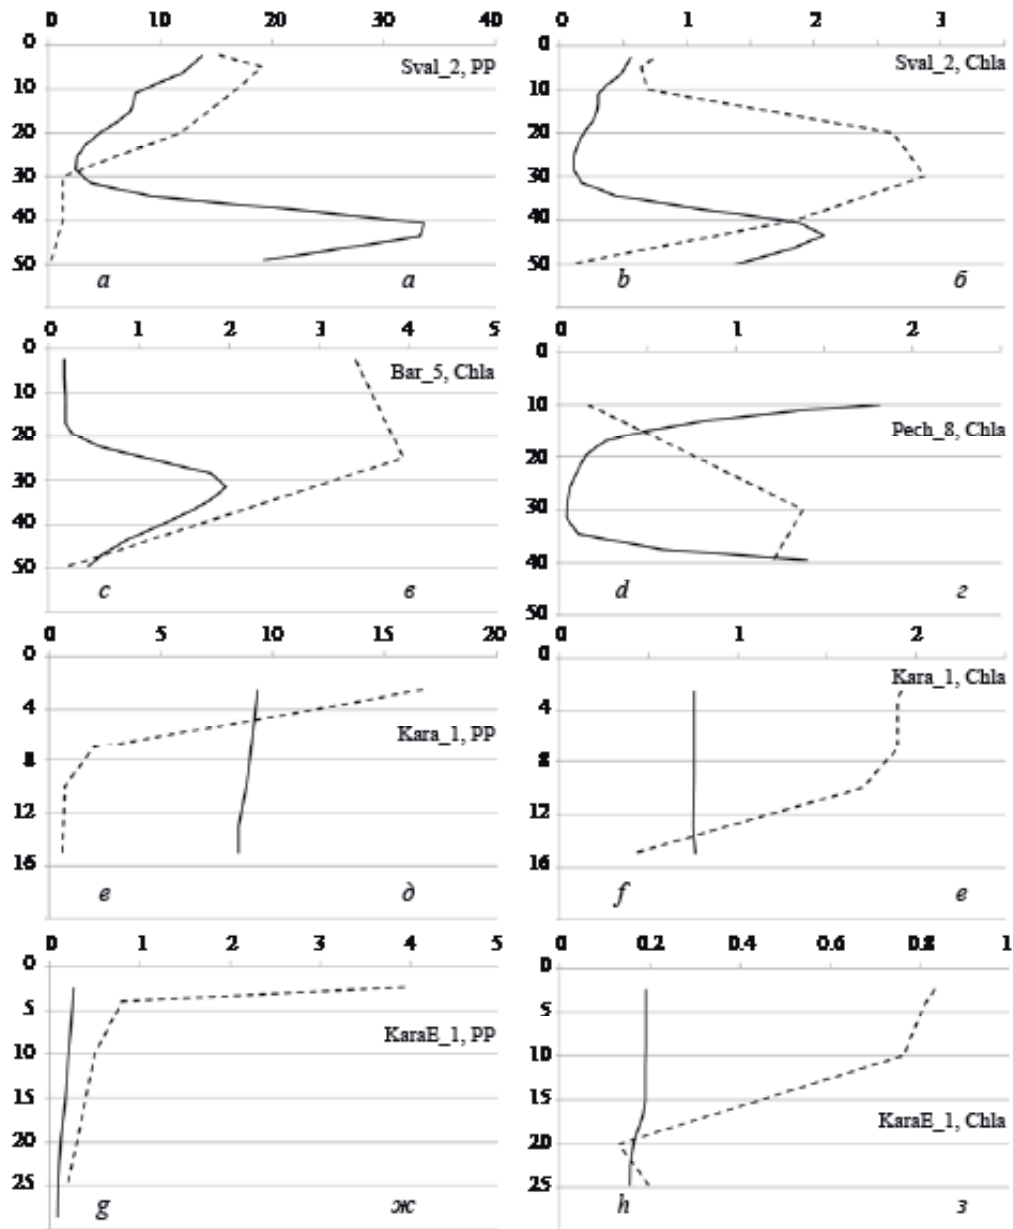 0 10 20 30 40
0 1 2 3
0
10
20
30
40
50
Sval_2, PP
a а
0
10
20
30
40
50
Sval_2, Chla
b б
0 1 2 3 4 5
0 1 2
0
10
20
30
40
50
Bar_5, Chla
c в
0
10
20
30
40
50
Pech_8, Chla
d г
0 5 10 15 20
0 1 2
0
4
8
12
16
Kara_1, PP
e д
0
4
8
12
16
Kara_1, Chla
f е
0 1 2 3 4 5
0 0.2 0.4 0.6 0.8 1
0
5
10
15
20
25
KaraE_1, PP
g ж
0
5
10
15
20
25
KaraE_1, Chla
h з